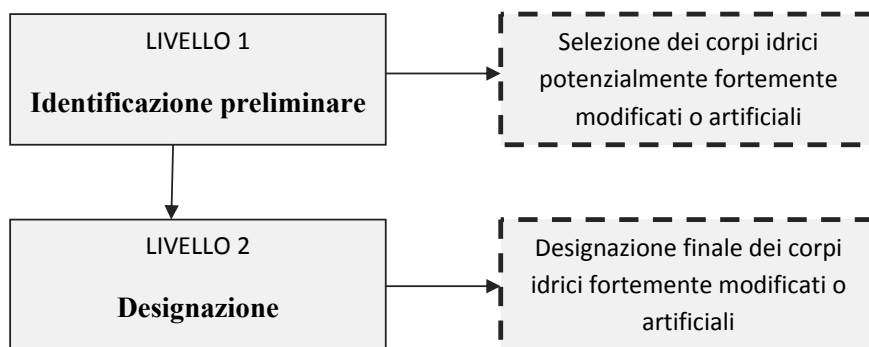 LIVELLO 1
Identificazione preliminare
Selezione dei corpi idrici
potenzialmente fortemente
modificati o artificiali
LIVELLO 2
Designazione
Designazione finale dei corpi
idrici fortemente modificati o
artificiali